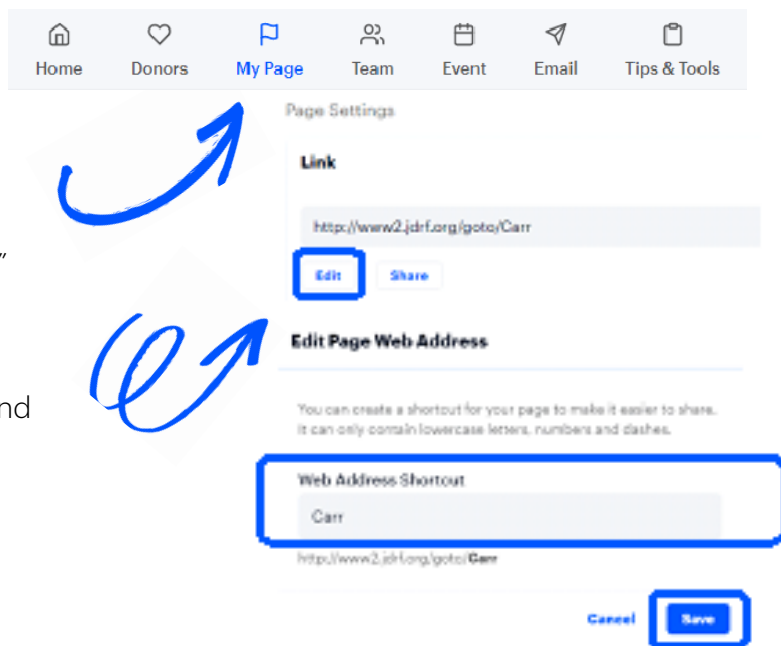 Home Donors My Page Team Event Email Tips & Tools
Page Settings
Link
http://www2.jdrf.org/goto/Carr
”
Edit Share
Edit Page Web Address
nd
You can create a shortcut for your page to make it easier to share.
It can only contain lowercase letters, numbers and dashes.
Web Address Shortcut
Carr
http://www2.jdrf.org/goto/Carr
Cancel Save